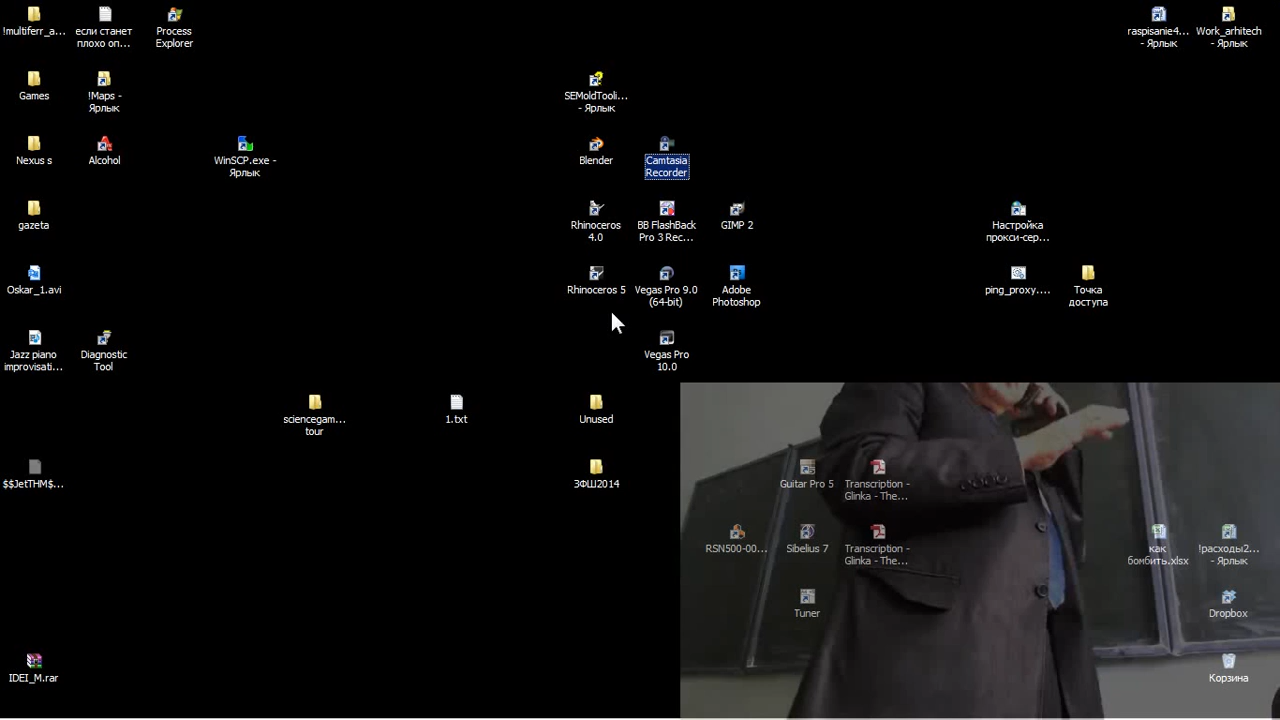 !multiferr_a...
если станет
плохо оп...
Process
Explorer
raspisanie4...
- Ярлык
Work_arhitech
- Ярлык
Games
!Maps -
Ярлык
SEMoldTooli...
- Ярлык
Nexus s
Alcohol
WinSCP.exe -
Ярлык
Blender
Camtasia
Recorder
gazeta
Rhinoceros
4.0
BB FlashBack
Pro 3 Rec...
GIMP 2
Настройка
прокси-сер...
Oskar_1.avi
Rhinoceros 5
Vegas Pro 9.0
(64-bit)
Adobe
Photoshop
ping_proxy....
Точка
доступа
Jazz piano
improvisati...
Diagnostic
Tool
Vegas Pro
10.0
sciencegam...
tour
1.txt
Unused
$$JetTHM$...
ЗФШ2014
Guitar Pro 5
Transcription -
Glinka - The...
RSN500-00...
Sibelius 7
Transcription -
Glinka - The...
как
бомбить.xlsx
!расходы2...
- Ярлык
Tuner
Dropbox
IDEI_M.rar
Корзина